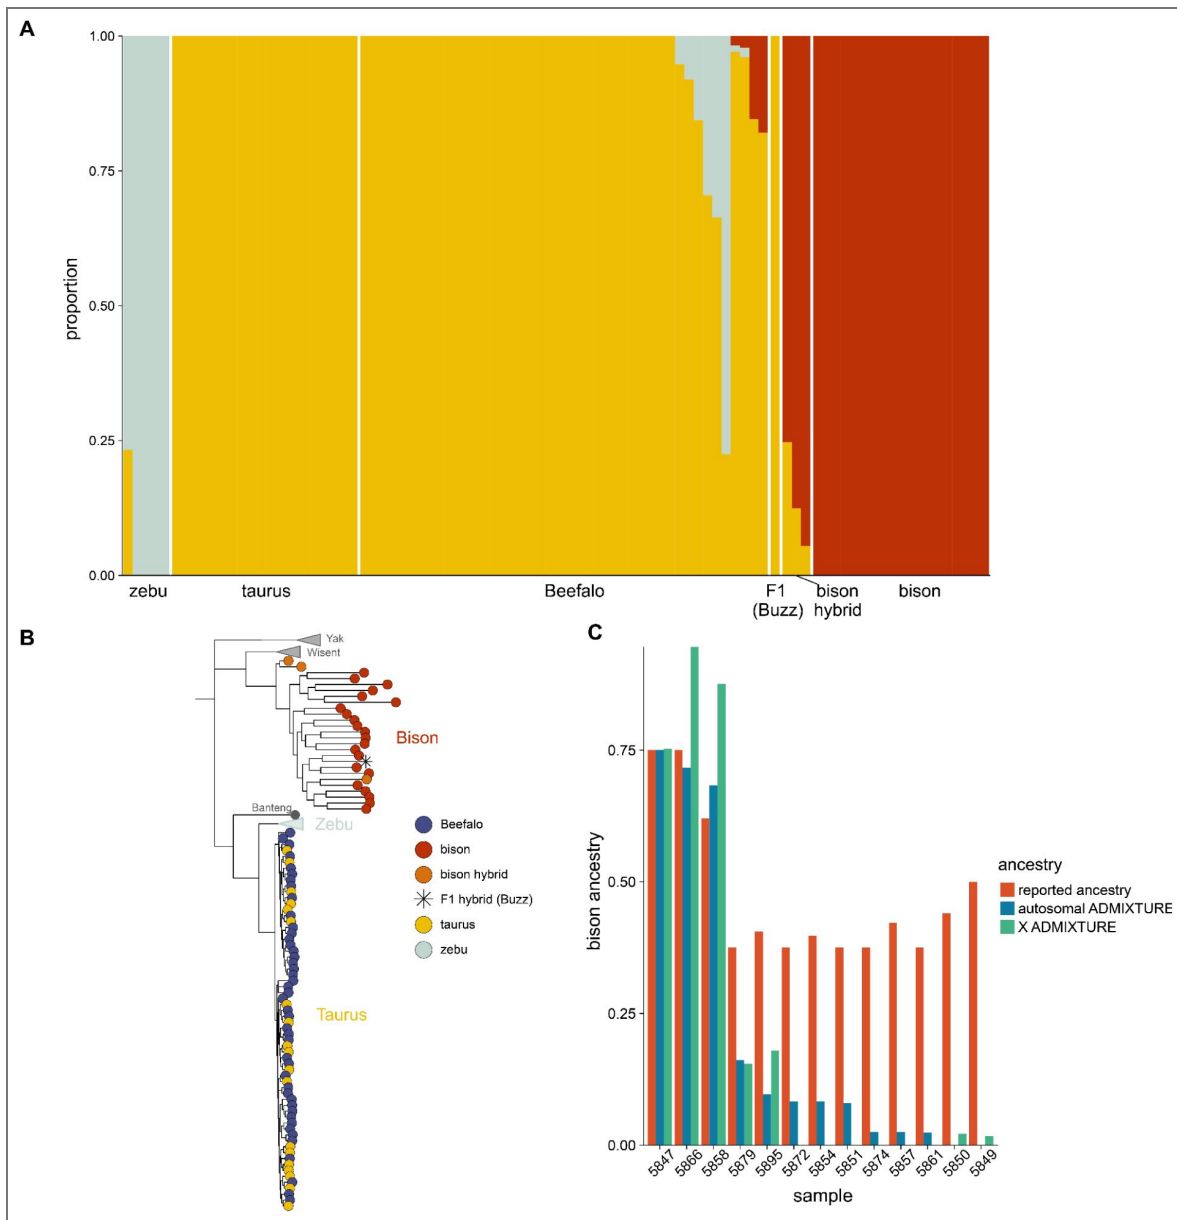 A
1.00
0.75
0.50
0.25
0.00
proportion
zebu
taurus
Beefalo
F1
(Buzz)
bison
hybrid
bison
B
Yak
Wisent
Bison
Banteng
Zebu
Taurus
Beefalo
bison
bison hybrid
F1 hybrid (Buzz)
taurus
zebu
C
0.75
0.50
0.25
0.00
bison ancestry
5847
5866
5858
5879
5895
5872
5854
5851
5874
5857
5861
5850
5849
sample
ancestry
reported ancestry
autosomal ADMIXTURE
X ADMIXTURE